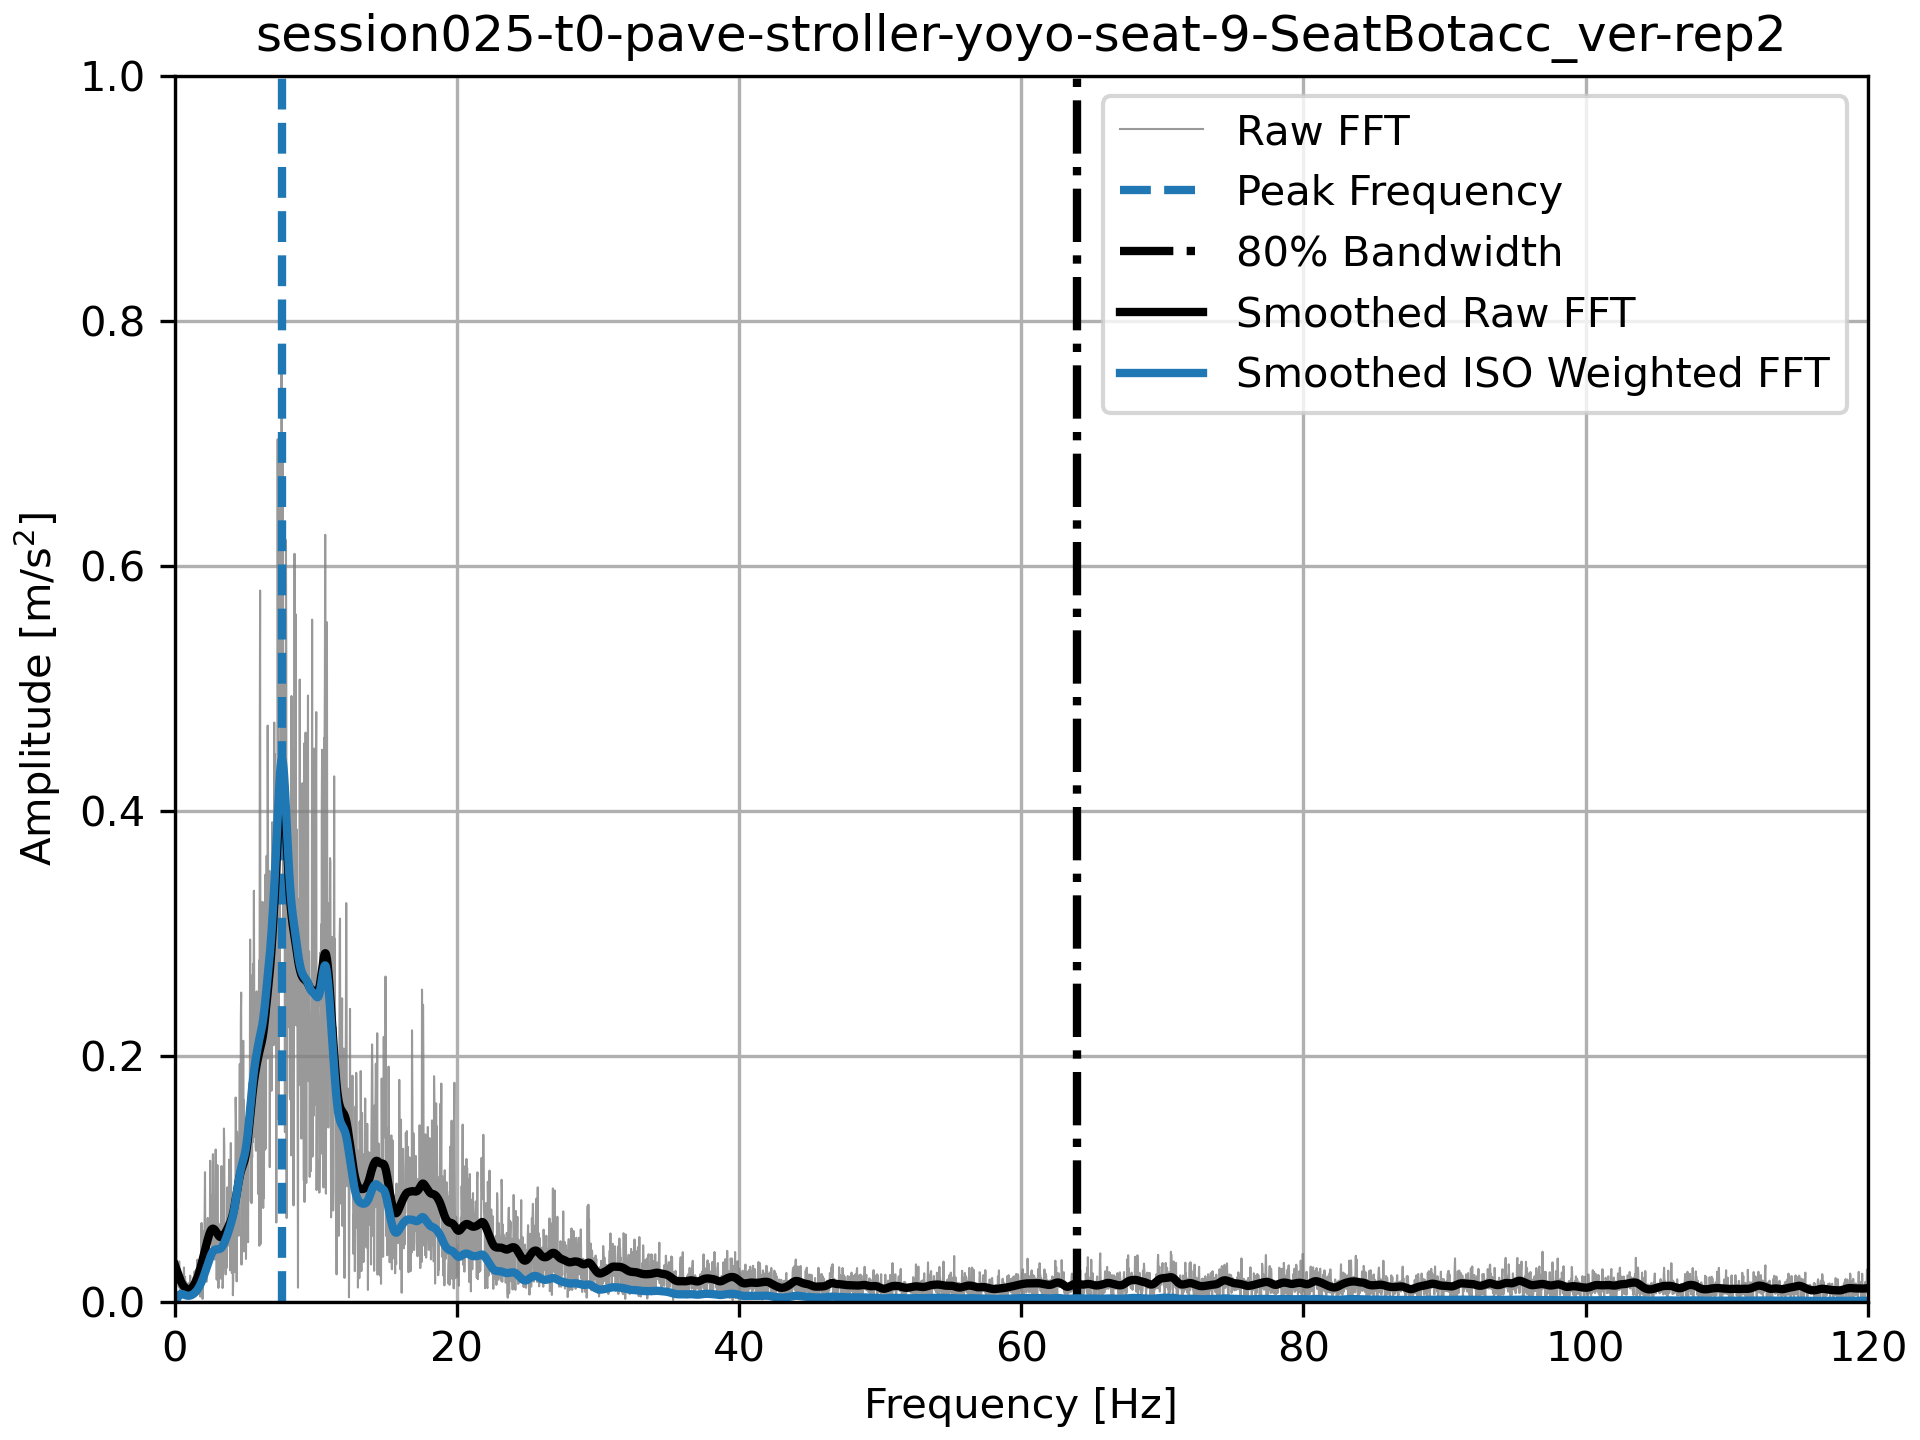 session025-t0-pave-stroller-yoyo-seat-9-SeatBotacc_ver-rep2
1.0
0.8
0.6
0.4
0.2
0.0
Amplitude [m/s²]
Raw FFT
Peak Frequency
80% Bandwidth
Smoothed Raw FFT
Smoothed ISO Weighted FFT
0 20 40 60 80 100 120
Frequency [Hz]